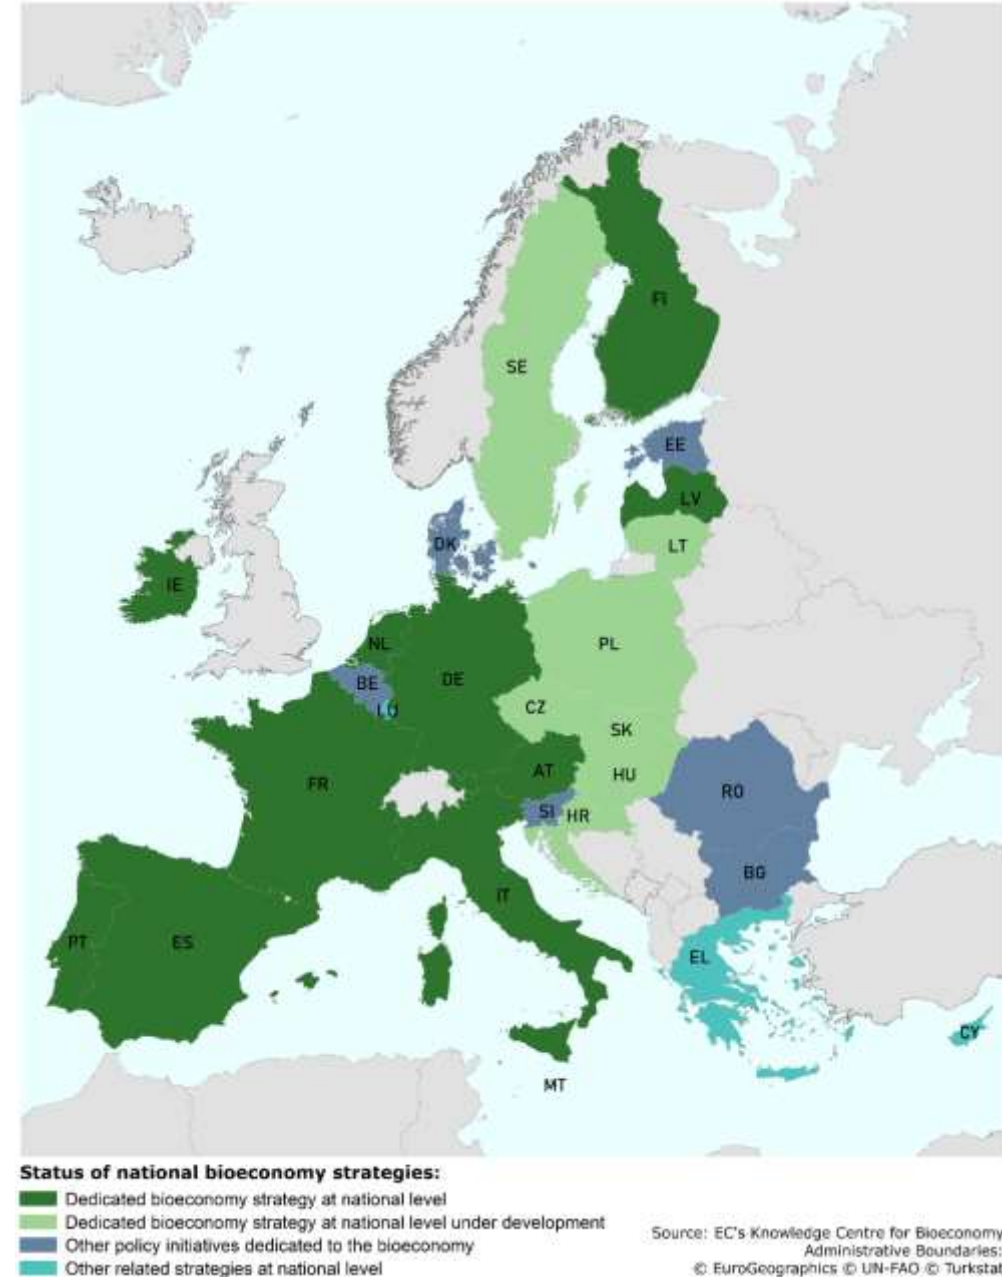 FI
SE
EE
LV
DK
LT
IE
NL
PL
BE
DE
CZ
LU
SK
AT
HU
FR
RO
SI
HR
BG
IT
PT
ES
EL
CY
MT
Status of national bioeconomy strategies:
Dedicated bioeconomy strategy at national level
Dedicated bioeconomy strategy at national level under development
Other policy initiatives dedicated to the bioeconomy
Other related strategies at national level
Source: EC's Knowledge Centre for Bioeconomy
Administrative Boundaries:
© EuroGeographics © UN-FAO © Turkstat